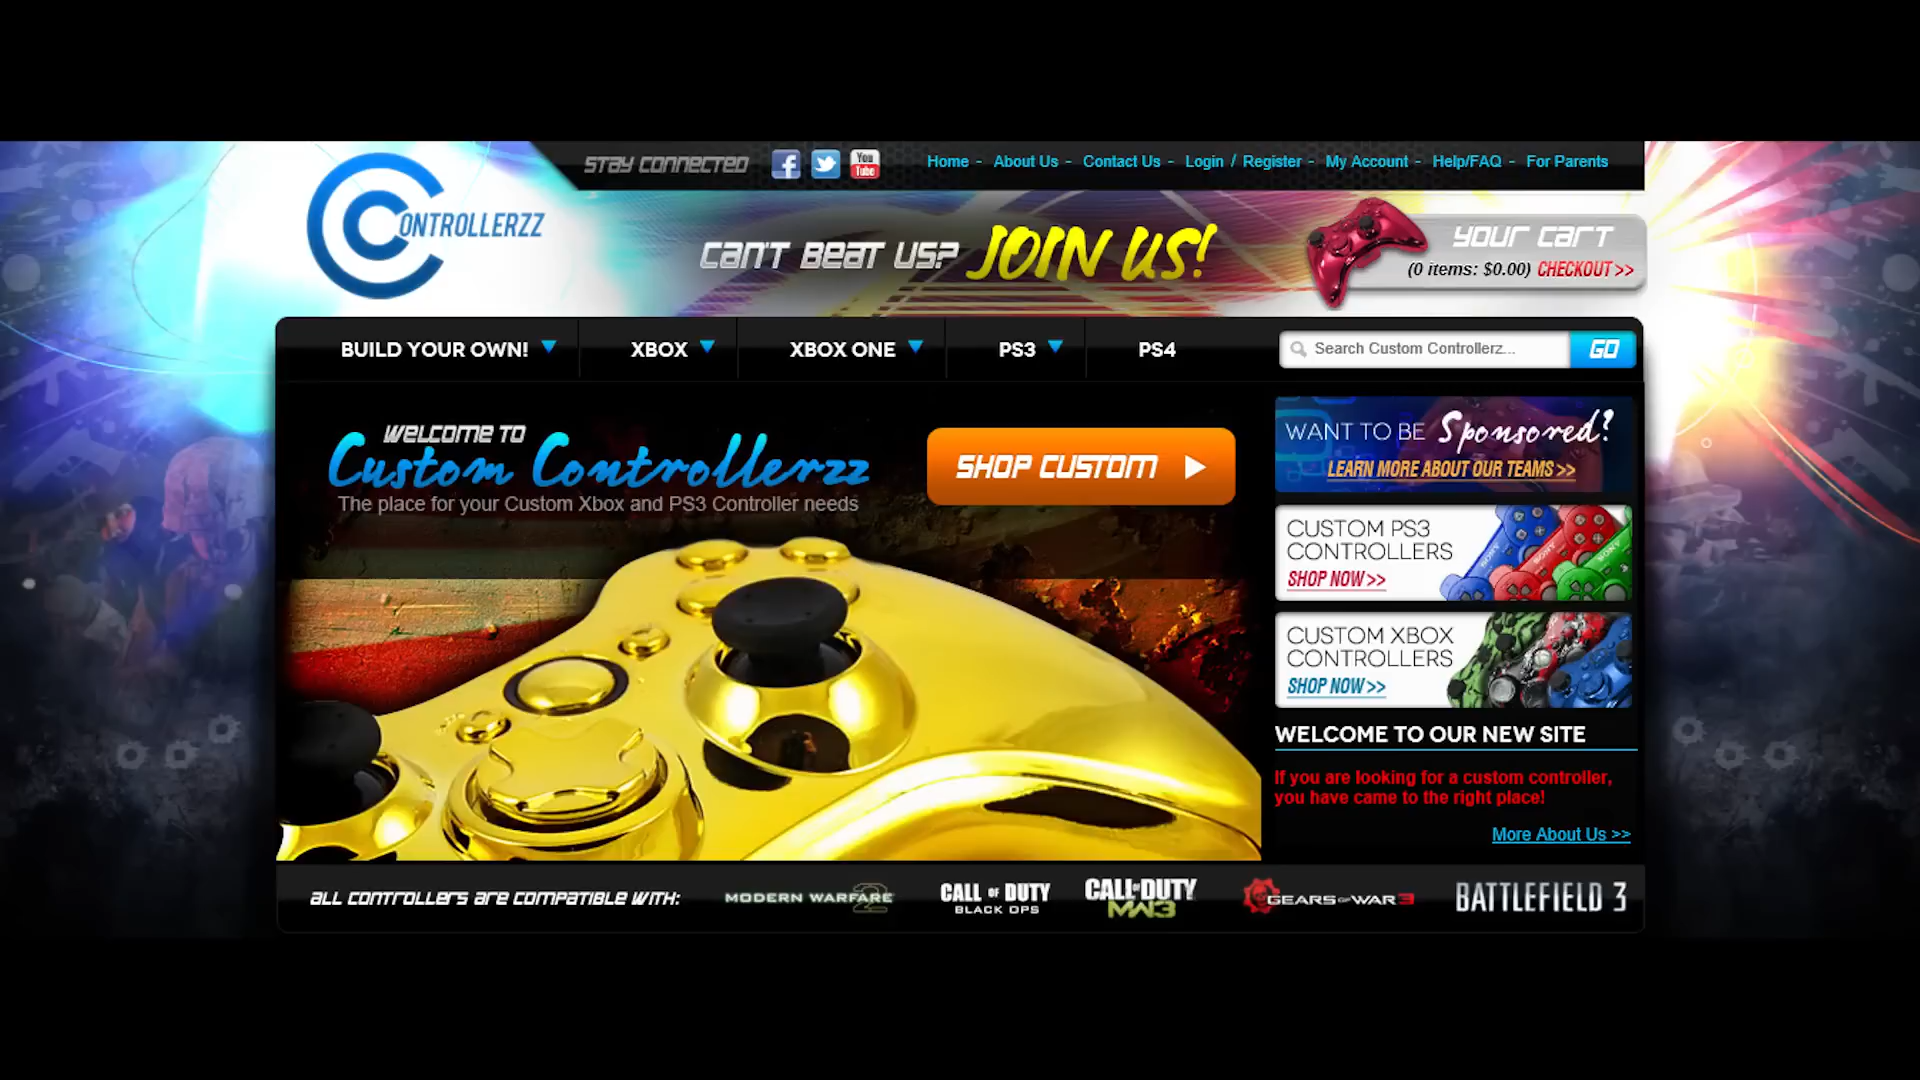 CONTROLLERZZ
STAY CONNECTED
You
Tube
Home - About Us - Contact Us - Login / Register - My Account - Help/FAQ - For Parents
CAN'T BEAT US? JOIN US!
YOUR CART
(0 items: $0.00) CHECKOUT >>
BUILD YOUR OWN! XBOX XBOX ONE PS3 PS4
Search Custom Controllerz...
GO
WELCOME TO
Custom Controllerzz
The place for your Custom Xbox and PS3 Controller needs
SHOP CUSTOM
WANT TO BE Sponsored?
LEARN MORE ABOUT OUR TEAMS >>
CUSTOM PS3
CONTROLLERS
SHOP NOW >>
CUSTOM XBOX
CONTROLLERS
SHOP NOW >>
WELCOME TO OUR NEW SITE
If you are looking for a custom controller,
you have came to the right place!
More About Us >>
ALL CONTROLLERS ARE COMPATIBLE WITH:
MODERN WARFARE 2
CALL OF DUTY
BLACK OPS
CALL OF DUTY
MW3
GEARS OF WAR 3
BATTLEFIELD 3